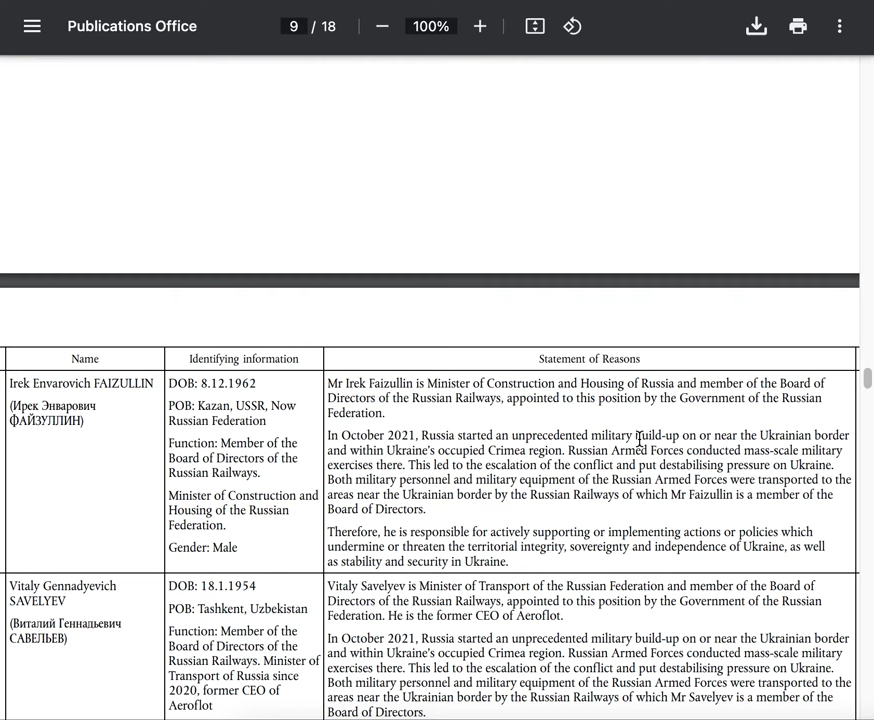 Publications Office
9 / 18
100%
Name
Identifying information
Statement of Reasons
Irek Envarovich FAIZULLIN
(Ирек Энварович
ФАЙЗУЛЛИН)
DOB: 8.12.1962
POB: Kazan, USSR, Now
Russian Federation
Function: Member of the
Board of Directors of the
Russian Railways.
Minister of Construction and
Housing of the Russian
Federation.
Gender: Male
Mr Irek Faizullin is Minister of Construction and Housing of Russia and member of the Board of
Directors of the Russian Railways, appointed to this position by the Government of the Russian
Federation.
In October 2021, Russia started an unprecedented military build-up on or near the Ukrainian border
and within Ukraine's occupied Crimea region. Russian Armed Forces conducted mass-scale military
exercises there. This led to the escalation of the conflict and put destabilising pressure on Ukraine.
Both military personnel and military equipment of the Russian Armed Forces were transported to the
areas near the Ukrainian border by the Russian Railways of which Mr Faizullin is a member of the
Board of Directors.
Therefore, he is responsible for actively supporting or implementing actions or policies which
undermine or threaten the territorial integrity, sovereignty and independence of Ukraine, as well
as stability and security in Ukraine.
Vitaly Gennadyevich
SAVELYEV
(Виталий Геннадьевич
САВЕЛЬЕВ)
DOB: 18.1.1954
POB: Tashkent, Uzbekistan
Function: Member of the
Board of Directors of the
Russian Railways. Minister of
Transport of Russia since
2020, former CEO of
Aeroflot
Vitaly Savelyev is Minister of Transport of the Russian Federation and member of the Board of
Directors of the Russian Railways, appointed to this position by the Government of the Russian
Federation. He is the former CEO of Aeroflot.
In October 2021, Russia started an unprecedented military build-up on or near the Ukrainian border
and within Ukraine's occupied Crimea region. Russian Armed Forces conducted mass-scale military
exercises there. This led to the escalation of the conflict and put destabilising pressure on Ukraine.
Both military personnel and military equipment of the Russian Armed Forces were transported to the
areas near the Ukrainian border by the Russian Railways of which Mr Savelyev is a member of the
Board of Directors.